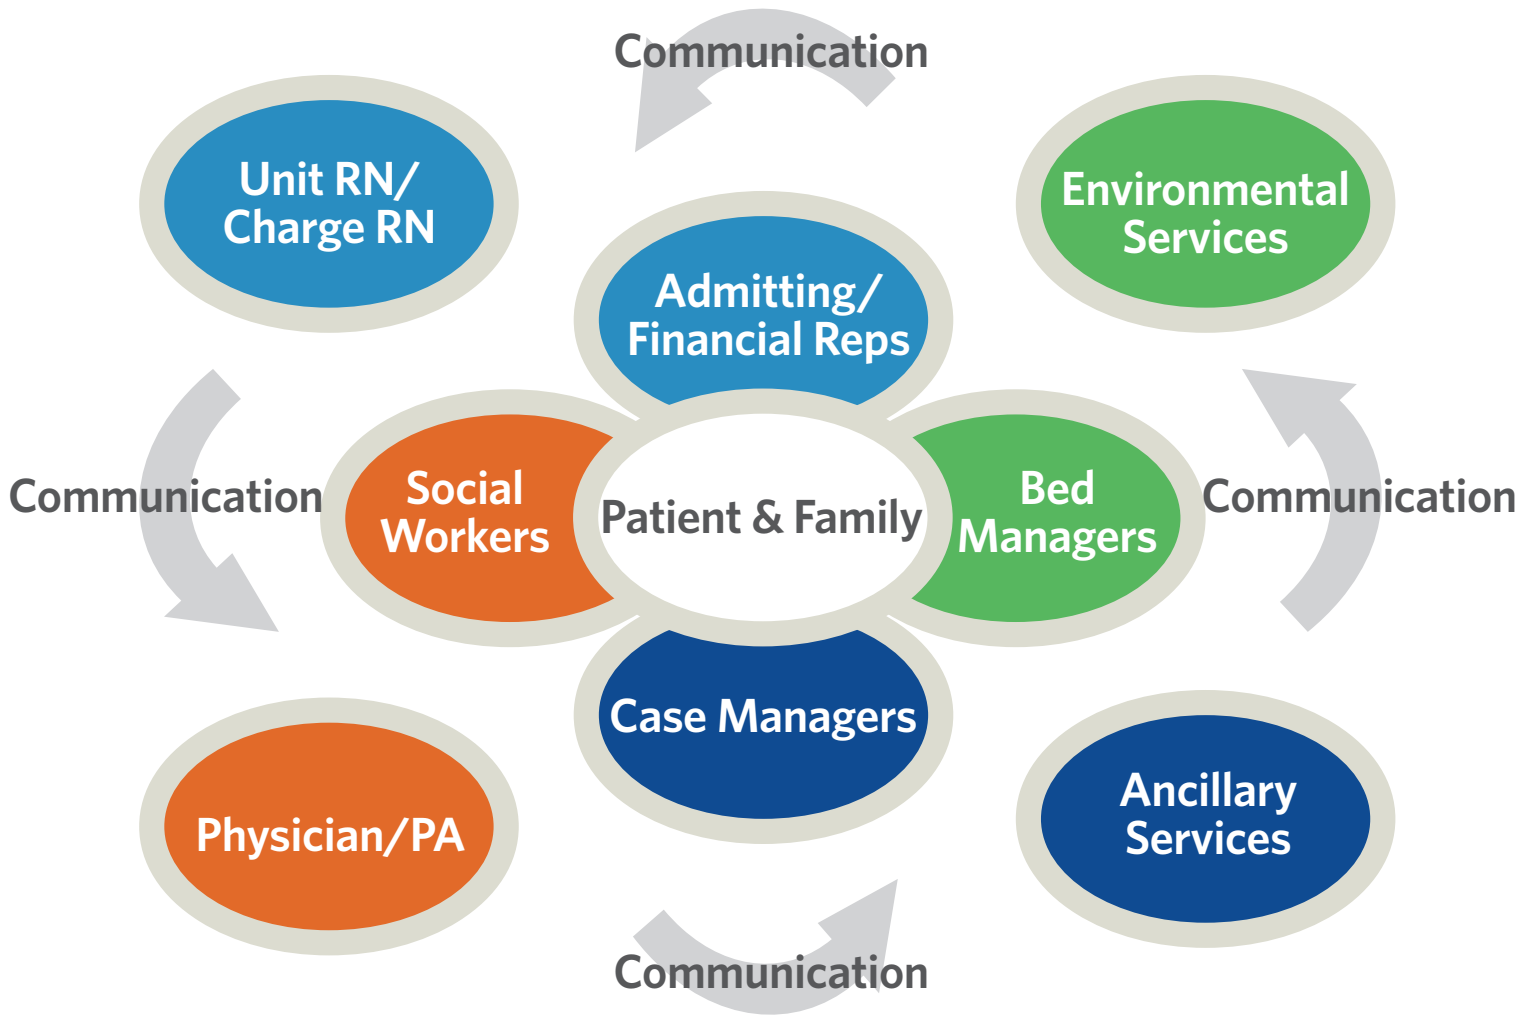 Communication
Unit RN/
Charge RN
Environmental
Services
Admitting/
Financial Reps
Communication
Social
Workers
Patient & Family
Bed
Managers
Communication
Case Managers
Physician/PA
Ancillary
Services
Communication